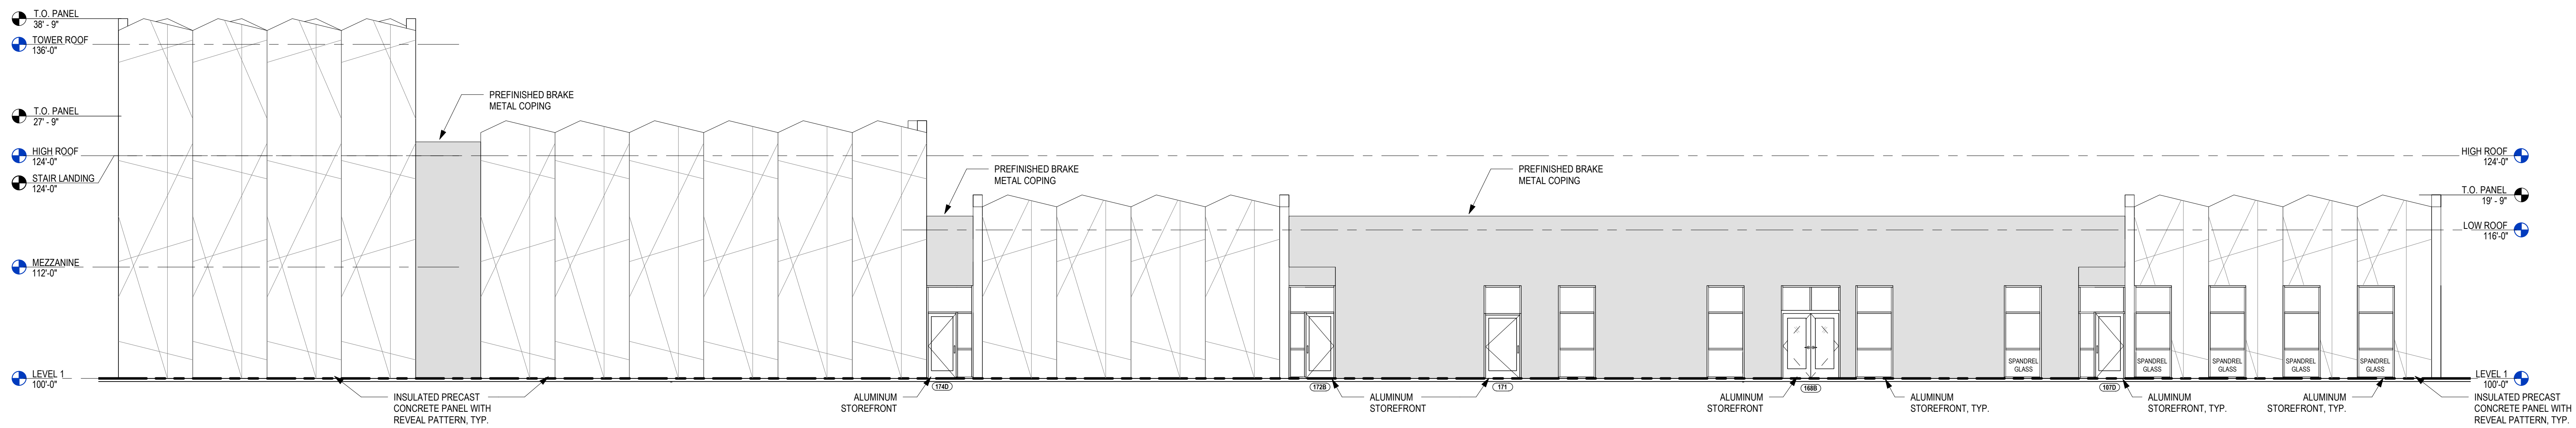 T.O. PANEL
38' - 9"
TOWER ROOF
136'-0"
T.O. PANEL
27' - 9"
HIGH ROOF
124'-0"
STAIR LANDING
124'-0"
MEZZANINE
112'-0"
LEVEL 1
100'-0"
PREFINISHED BRAKE
METAL COPING
PREFINISHED BRAKE
METAL COPING
PREFINISHED BRAKE
METAL COPING
HIGH ROOF
124'-0"
T.O. PANEL
19' - 9"
LOW ROOF
116'-0"
LEVEL 1
100'-0"
SPANDREL
GLASS
SPANDREL
GLASS
SPANDREL
GLASS
SPANDREL
GLASS
SPANDREL
GLASS
174D
172B
171
168B
107D
INSULATED PRECAST
CONCRETE PANEL WITH
REVEAL PATTERN, TYP.
ALUMINUM
STOREFRONT
ALUMINUM
STOREFRONT
ALUMINUM
STOREFRONT
ALUMINUM
STOREFRONT, TYP.
ALUMINUM
STOREFRONT, TYP.
ALUMINUM
STOREFRONT, TYP.
INSULATED PRECAST
CONCRETE PANEL WITH
REVEAL PATTERN, TYP.